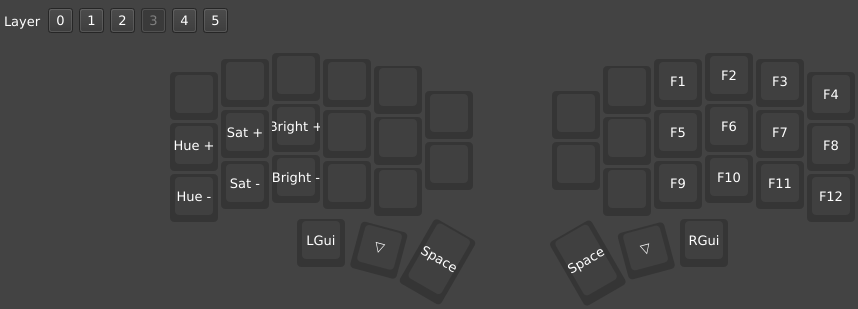 Layer 0 1 2 3 4 5
F1 F2 F3 F4
Hue + Sat + Bright + F5 F6 F7 F8
Hue - Sat - Bright - F9 F10 F11 F12
LGui ▽ Space Space ▽ RGui